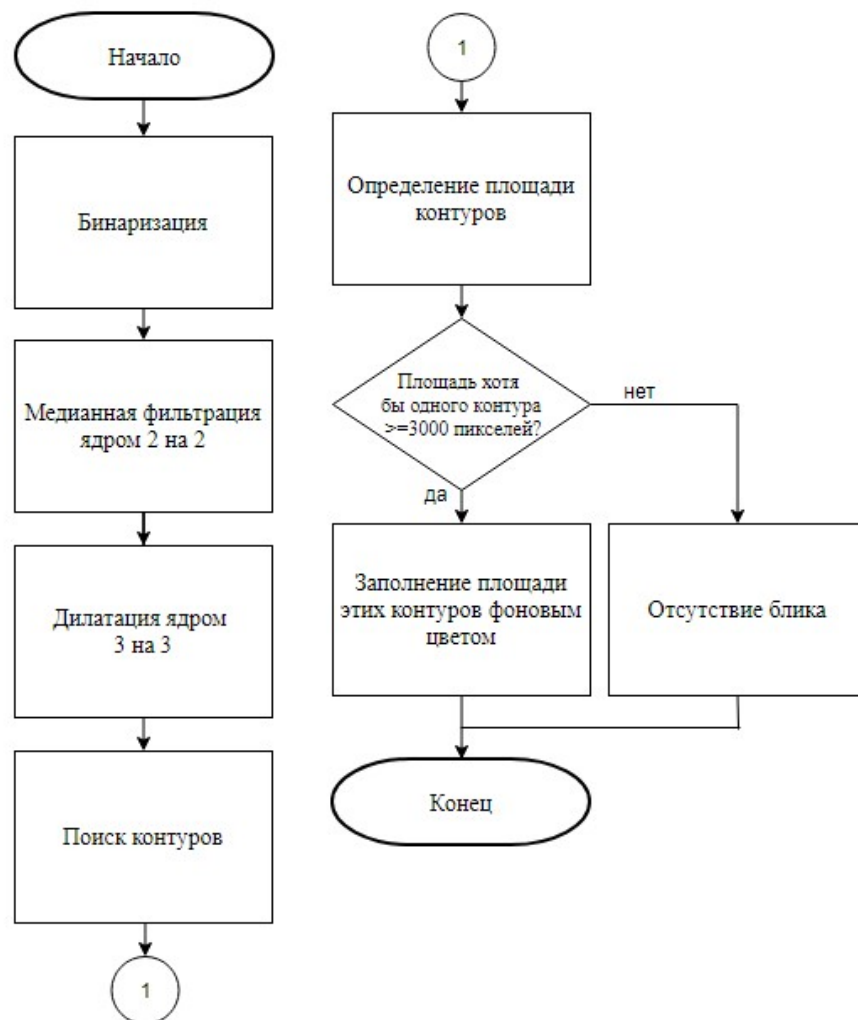 Начало
Бинаризация
Медианная фильтрация
ядром 2 на 2
Дилатация ядром
3 на 3
Поиск контуров
1
1
Определение площади
контуров
Площадь хотя
бы одного контура
>=3000 пикселей?
нет
да
Заполнение площади
этих контуров фоновым
цветом
Отсутствие блика
Конец